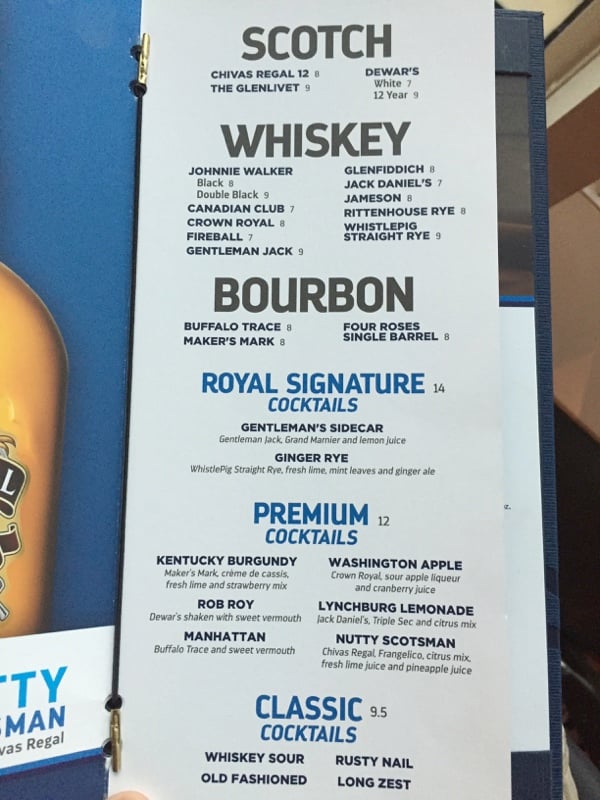 SCOTCH
CHIVAS REGAL 12 8
THE GLENLIVET 9
DEWAR'S
White 7
12 Year 9
WHISKEY
JOHNNIE WALKER
Black 8
Double Black 9
CANADIAN CLUB 7
CROWN ROYAL 8
FIREBALL 7
GENTLEMAN JACK 9
GLENFIDDICH 8
JACK DANIEL'S 7
JAMESON 8
RITTENHOUSE RYE 8
WHISTLEPIG
STRAIGHT RYE 9
BOURBON
BUFFALO TRACE 8
MAKER'S MARK 8
FOUR ROSES
SINGLE BARREL 8
ROYAL SIGNATURE 14
COCKTAILS
GENTLEMAN'S SIDECAR
Gentleman Jack, Grand Marnier and lemon juice
GINGER RYE
WhistlePig Straight Rye, fresh lime, mint leaves and ginger ale
PREMIUM 12
COCKTAILS
KENTUCKY BURGUNDY
Maker's Mark, crème de cassis,
fresh lime and strawberry mix
ROB ROY
Dewar's shaken with sweet vermouth
MANHATTAN
Buffalo Trace and sweet vermouth
WASHINGTON APPLE
Crown Royal, sour apple liqueur
and cranberry juice
LYNCHBURG LEMONADE
Jack Daniel's, Triple Sec and citrus mix
NUTTY SCOTSMAN
Chivas Regal, Frangelico, citrus mix,
fresh lime juice and pineapple juice
CLASSIC 9.5
COCKTAILS
WHISKEY SOUR
OLD FASHIONED
RUSTY NAIL
LONG ZEST
L
TTY
SMAN
vas Regal
z.